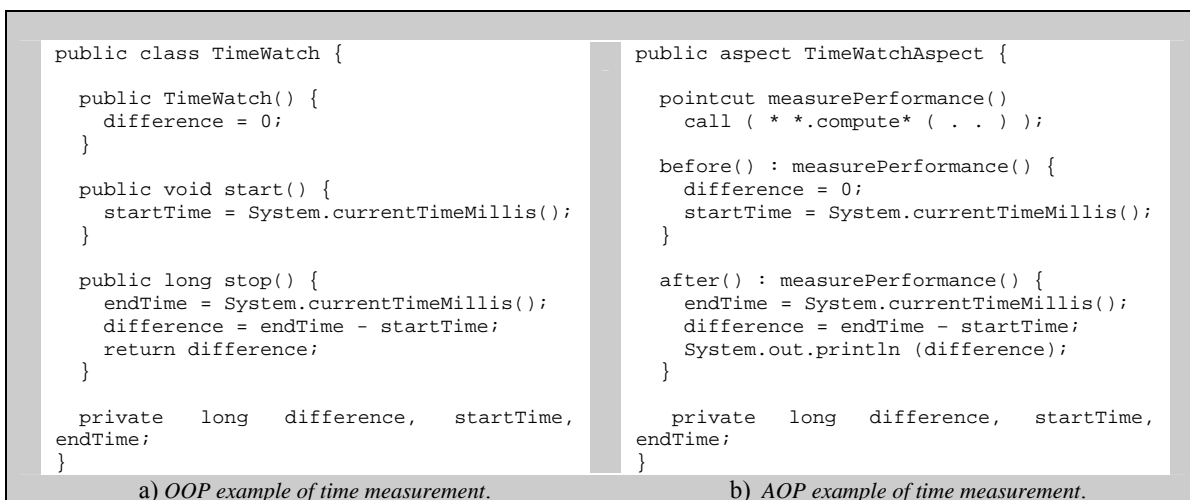 public class TimeWatch {
public TimeWatch() {
difference = 0;
}
public void start() {
startTime = System.currentTimeMillis();
}
public long stop() {
endTime = System.currentTimeMillis();
difference = endTime - startTime;
return difference;
}
private long difference, startTime,
endTime;
}
a) OOP example of time measurement.
public aspect TimeWatchAspect {
pointcut measurePerformance()
call ( * *.compute* ( . . ) );
before() : measurePerformance() {
difference = 0;
startTime = System.currentTimeMillis();
}
after() : measurePerformance() {
endTime = System.currentTimeMillis();
difference = endTime – startTime;
System.out.println (difference);
}
private long difference, startTime,
endTime;
}
b) AOP example of time measurement.